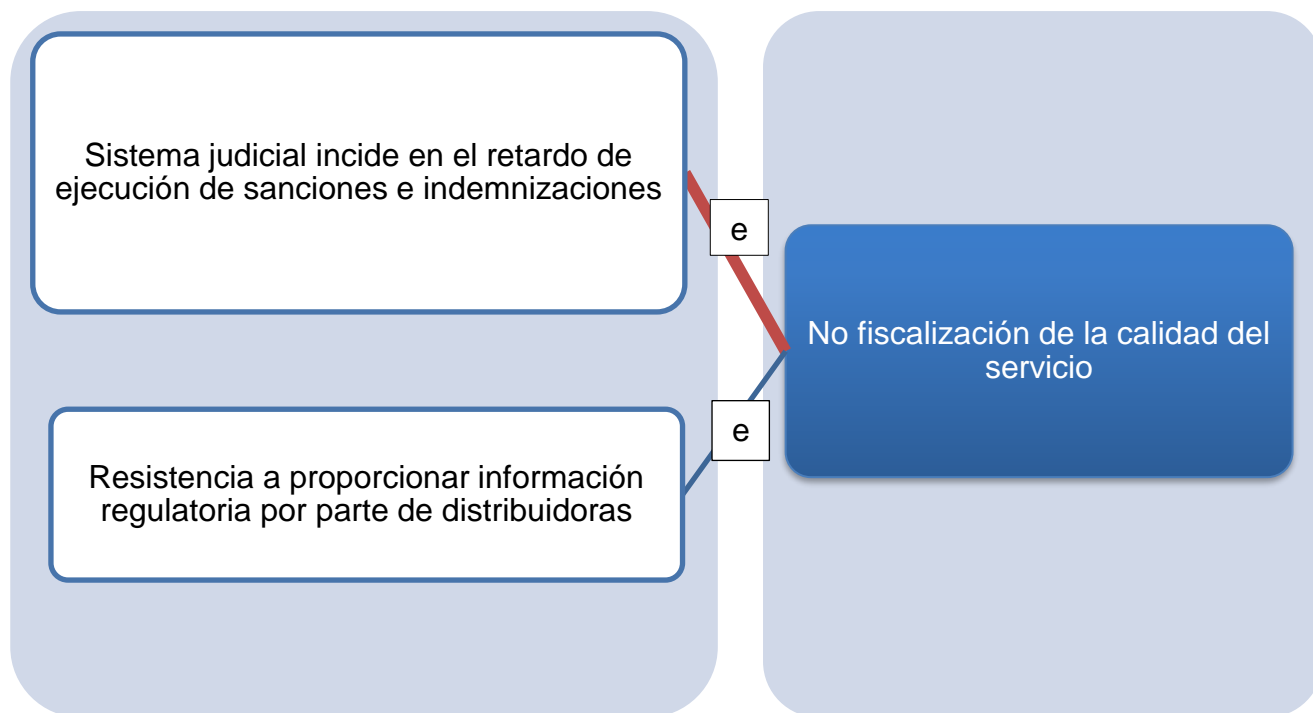 Sistema judicial incide en el retardo de
ejecución de sanciones e indemnizaciones
e
No fiscalización de la calidad del
servicio
e
Resistencia a proporcionar información
regulatoria por parte de distribuidoras